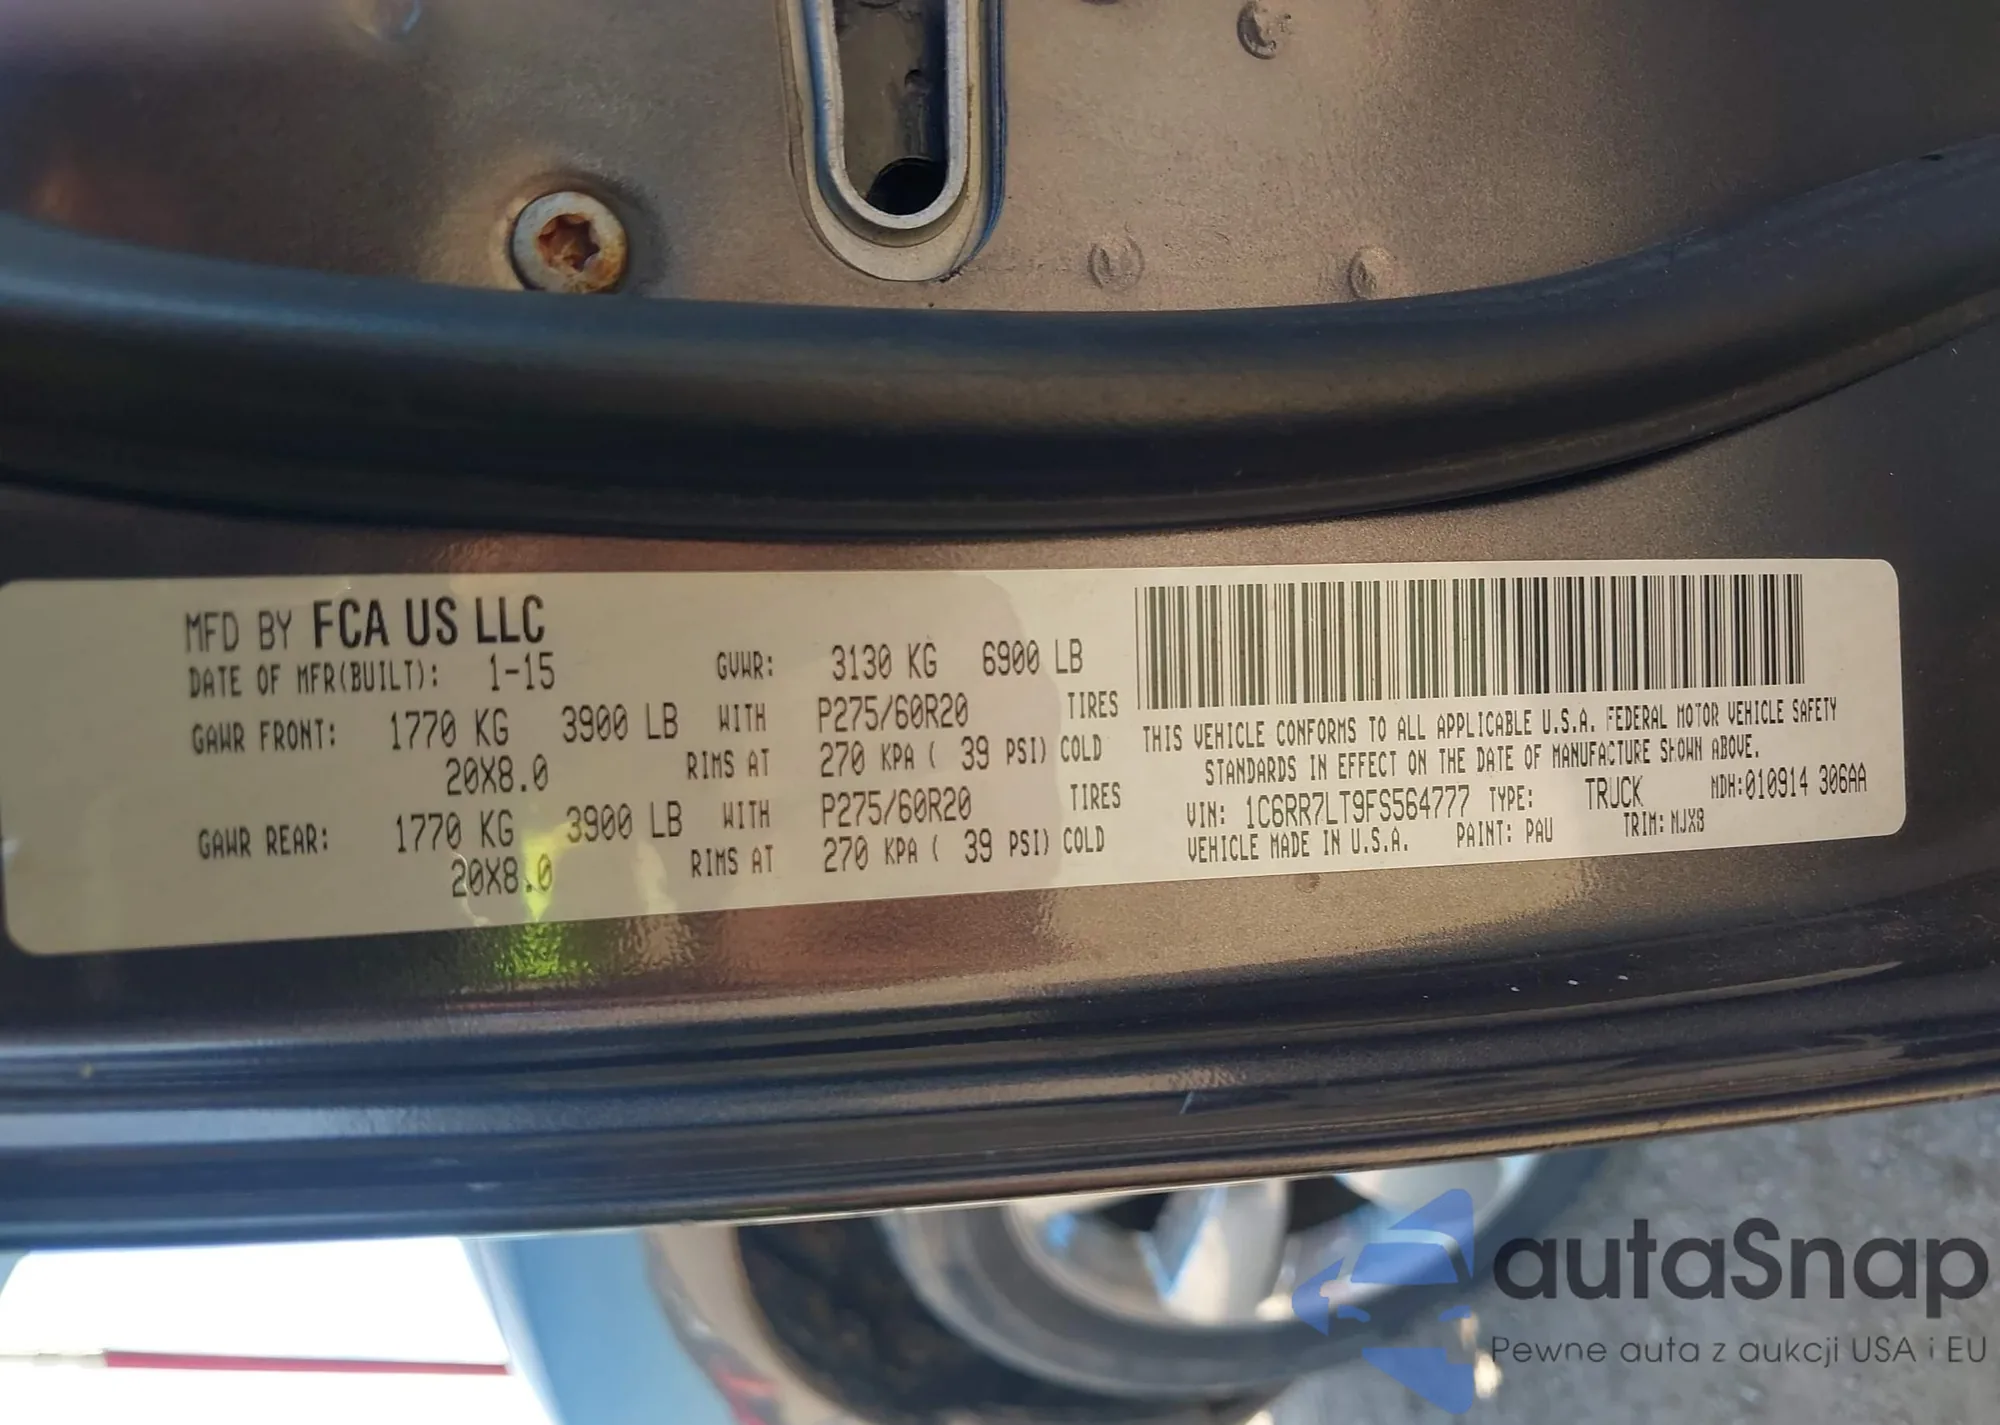 MFD BY FCA US LLC
DATE OF MFR(BUILT): 1-15 GVWR: 3130 KG 6900 LB
GAWR FRONT: 1770 KG 3900 LB WITH P275/60R20 TIRES
20X8.0 RIMS AT 270 KPA ( 39 PSI) COLD
GAWR REAR: 1770 KG 3900 LB WITH P275/60R20 TIRES
20X8.0 RIMS AT 270 KPA ( 39 PSI) COLD
THIS VEHICLE CONFORMS TO ALL APPLICABLE U.S.A. FEDERAL MOTOR VEHICLE SAFETY
STANDARDS IN EFFECT ON THE DATE OF MANUFACTURE SHOWN ABOVE.
VIN: 1C6RR7LT9FS564777 TYPE: TRUCK MDH:010914 306AA
VEHICLE MADE IN U.S.A. PAINT: PAU TRIM: MJX8
autaSnap
Pewne auta z aukcji USA i EU